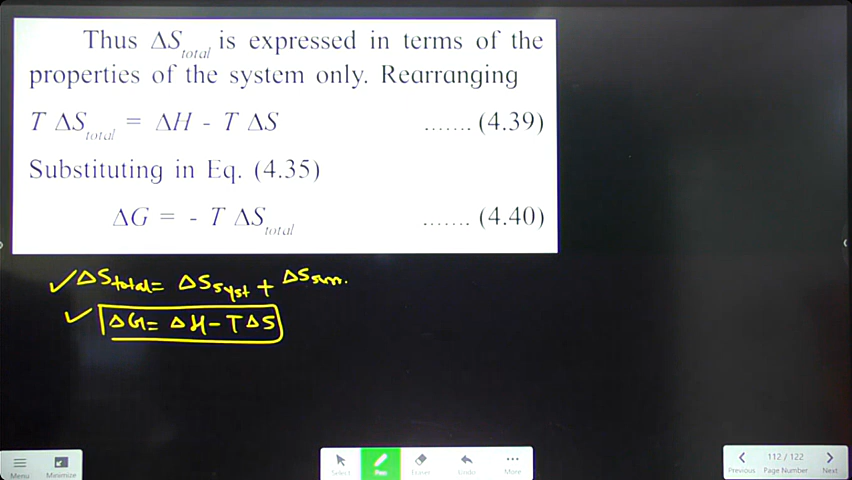 Thus ΔS_total is expressed in terms of the
properties of the system only. Rearranging
T ΔS_total = ΔH - T ΔS ....... (4.39)
Substituting in Eq. (4.35)
ΔG = - T ΔS_total ....... (4.40)
✓ΔS_total = ΔS_syst + ΔS_surr.
✓ ΔG = ΔH - TΔS
Menu Minimize Select Pen Eraser Undo More Previous 112 / 122 Page Number Next